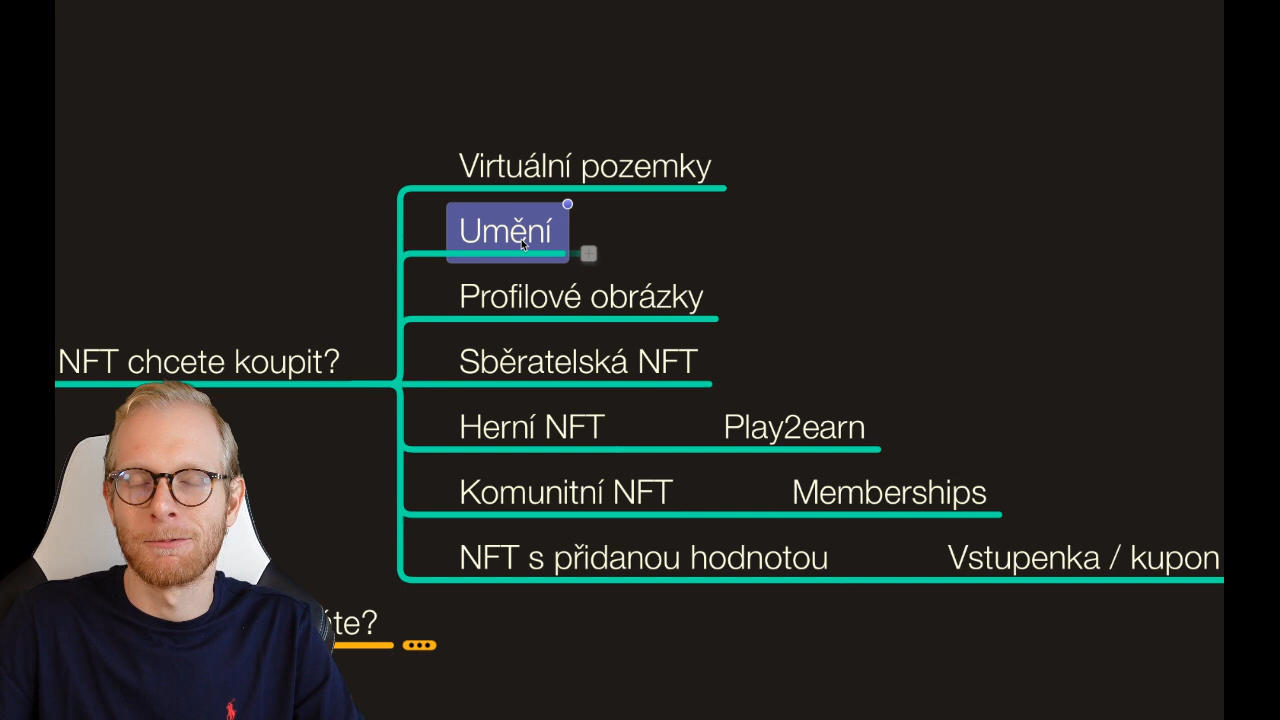 Virtuální pozemky
Umění
Profilové obrázky
NFT chcete koupit?
Sběratelská NFT
Herní NFT
Play2earn
Komunitní NFT
Memberships
NFT s přidanou hodnotou
Vstupenka / kupon